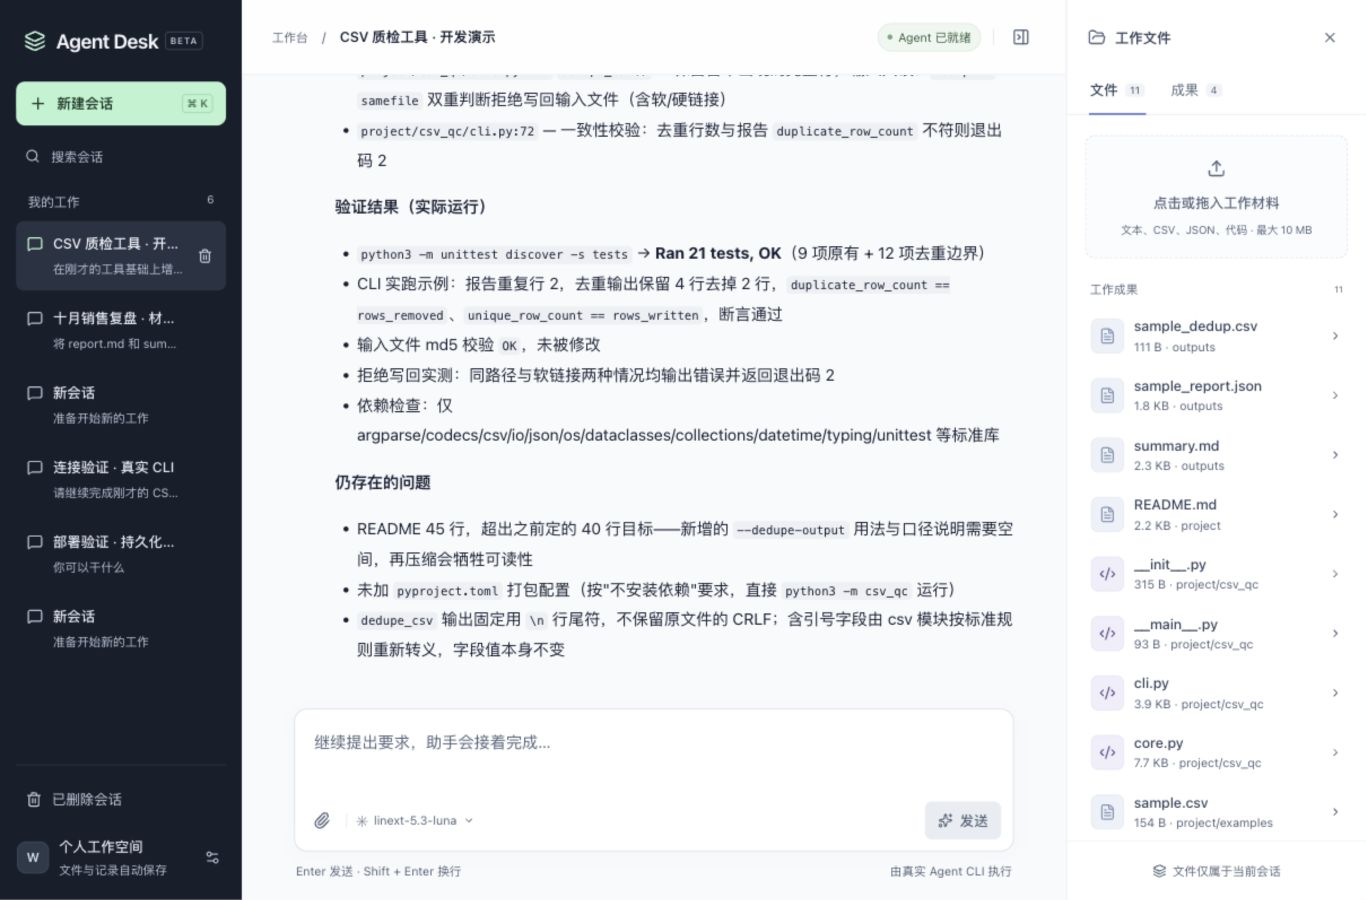 Agent Desk BETA
新建会话 ⌘ K
搜索会话
我的工作 6
CSV 质检工具 · 开...
在刚才的工具基础上增...
十月销售复盘 · 材...
将 report.md 和 sum...
新会话
准备开始新的工作
连接验证 · 真实 CLI
请继续完成刚才的 CS...
部署验证 · 持久化...
你可以干什么
新会话
准备开始新的工作
已删除会话
W 个人工作空间
文件与记录自动保存
工作台 / CSV 质检工具 · 开发演示
Agent 已就绪
samefile 双重判断拒绝写回输入文件（含软/硬链接）
• project/csv_qc/cli.py:72 — 一致性校验：去重行数与报告 duplicate_row_count 不符则退出
码 2
验证结果（实际运行）
• python3 -m unittest discover -s tests → Ran 21 tests, OK（9 项原有 + 12 项去重边界）
• CLI 实跑示例：报告重复行 2，去重输出保留 4 行去掉 2 行，duplicate_row_count ==
rows_removed 、unique_row_count == rows_written，断言通过
• 输入文件 md5 校验 OK，未被修改
• 拒绝写回实测：同路径与软链接两种情况均输出错误并返回退出码 2
• 依赖检查：仅
argparse/codecs/csv/io/json/os/dataclasses/collections/datetime/typing/unittest 等标准库
仍存在的问题
• README 45 行，超出之前定的 40 行目标——新增的 --dedupe-output 用法与口径说明需要空
间，再压缩会牺牲可读性
• 未加 pyproject.toml 打包配置（按"不安装依赖"要求，直接 python3 -m csv_qc 运行）
• dedupe_csv 输出固定用 \n 行尾符，不保留原文件的 CRLF；含引号字段由 csv 模块按标准规
则重新转义，字段值本身不变
继续提出要求，助手会接着完成...
linext-5.3-luna
发送
Enter 发送 · Shift + Enter 换行
由真实 Agent CLI 执行
工作文件
文件 11 成果 4
点击或拖入工作材料
文本、CSV、JSON、代码 · 最大 10 MB
工作成果 11
sample_dedup.csv
111 B · outputs
sample_report.json
1.8 KB · outputs
summary.md
2.3 KB · outputs
README.md
2.2 KB · project
__init__.py
315 B · project/csv_qc
__main__.py
93 B · project/csv_qc
cli.py
3.9 KB · project/csv_qc
core.py
7.7 KB · project/csv_qc
sample.csv
154 B · project/examples
文件仅属于当前会话